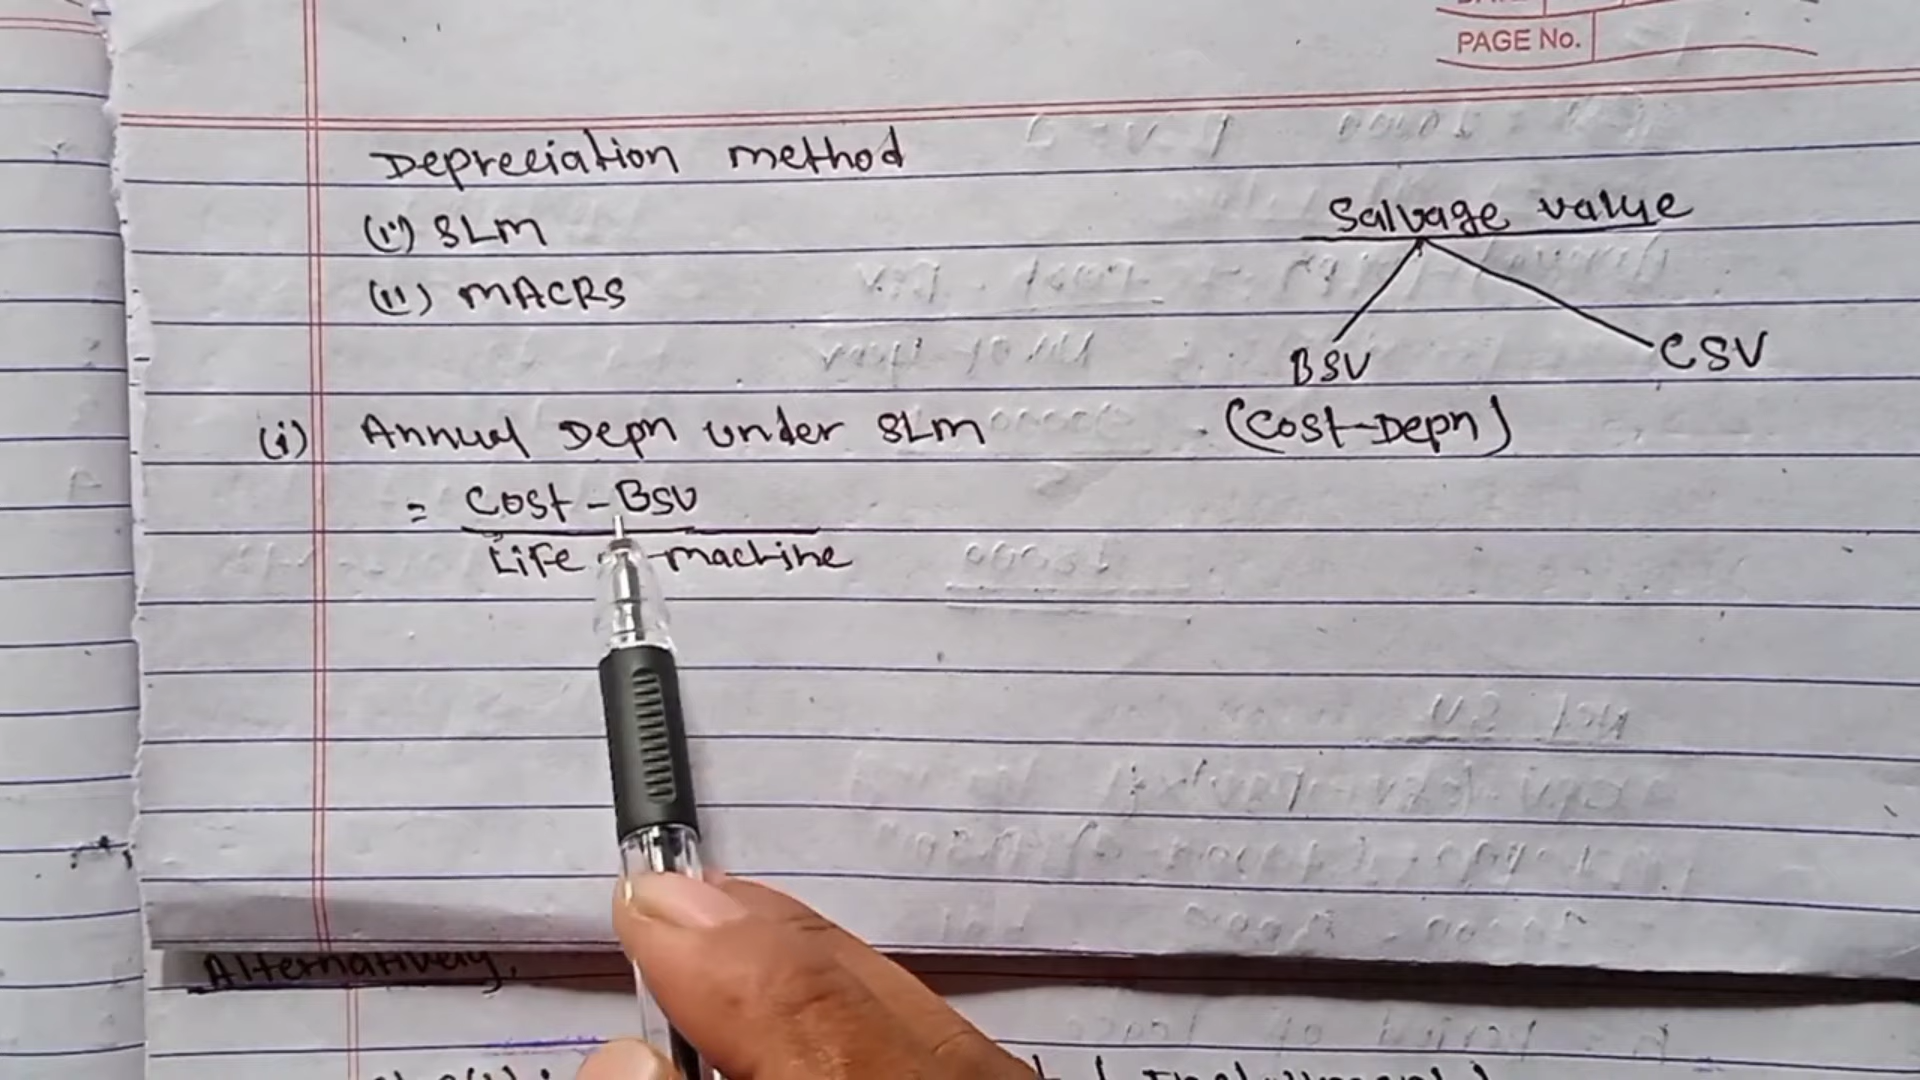 PAGE No.
Depreciation method
(i) SLM
(ii) MACRS
Salvage value
BSV
CSV
(Cost-Depn)
(i) Annual Depn under SLM
= Cost - BSV
Life machine
Alternatively,